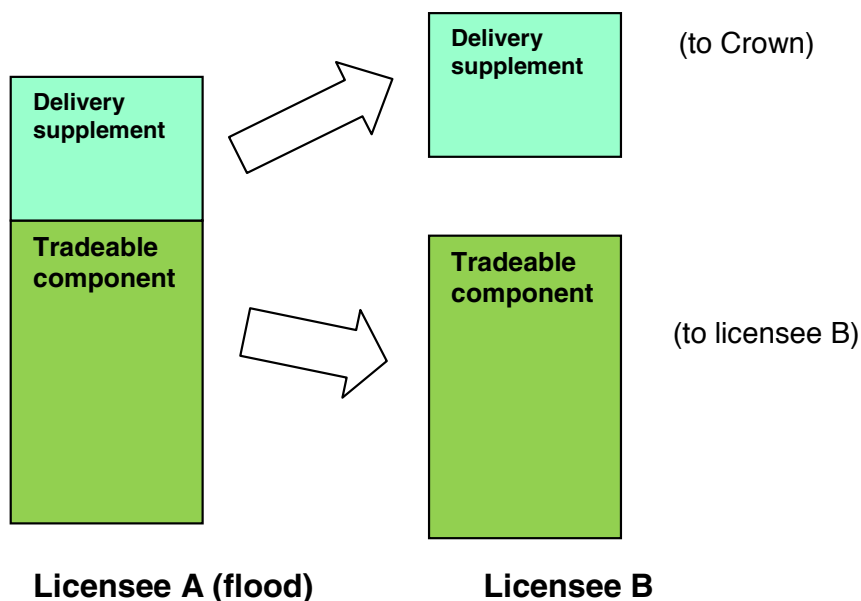 Delivery
supplement
(to Crown)
Delivery
supplement
Tradeable
component
Tradeable
component
(to licensee B)
Licensee A (flood)
Licensee B